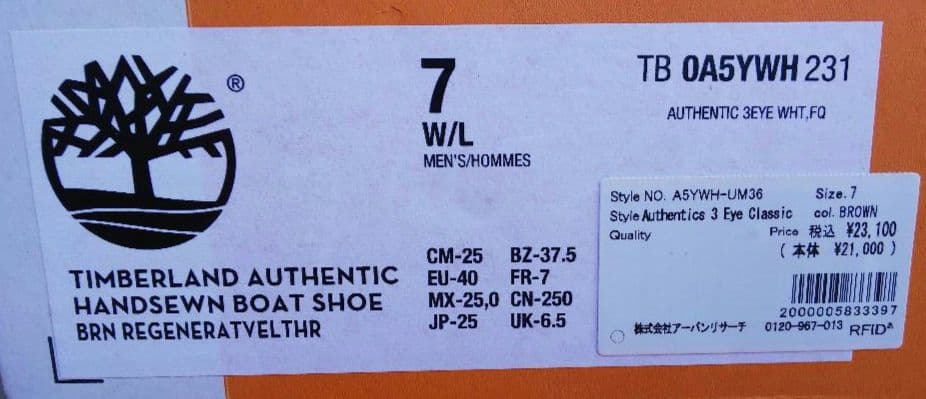 ®
7
W/L
MEN'S/HOMMES
TB 0A5YWH 231
AUTHENTIC 3EYE WHT,FQ
TIMBERLAND AUTHENTIC
HANDSEWN BOAT SHOE
BRN REGENERATVELTHR
CM-25 BZ-37.5
EU-40 FR-7
MX-25,0 CN-250
JP-25 UK-6.5
Style NO. A5YWH-UM36 Size. 7
Style Authentics 3 Eye Classic col. BROWN
Quality Price 税込 ¥23,100
( 本体 ¥21,000 )
2000005833397
株式会社アーバンリサーチ 0120-967-013 RFID